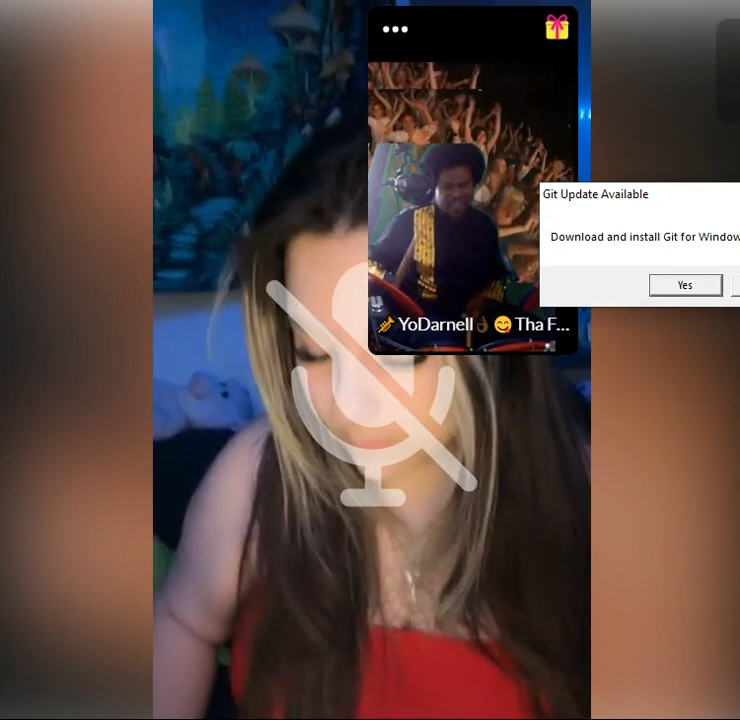 Git Update Available
Download and install Git for Window
Yes
🎺 YoDarnell👌🏾😋 Tha F...